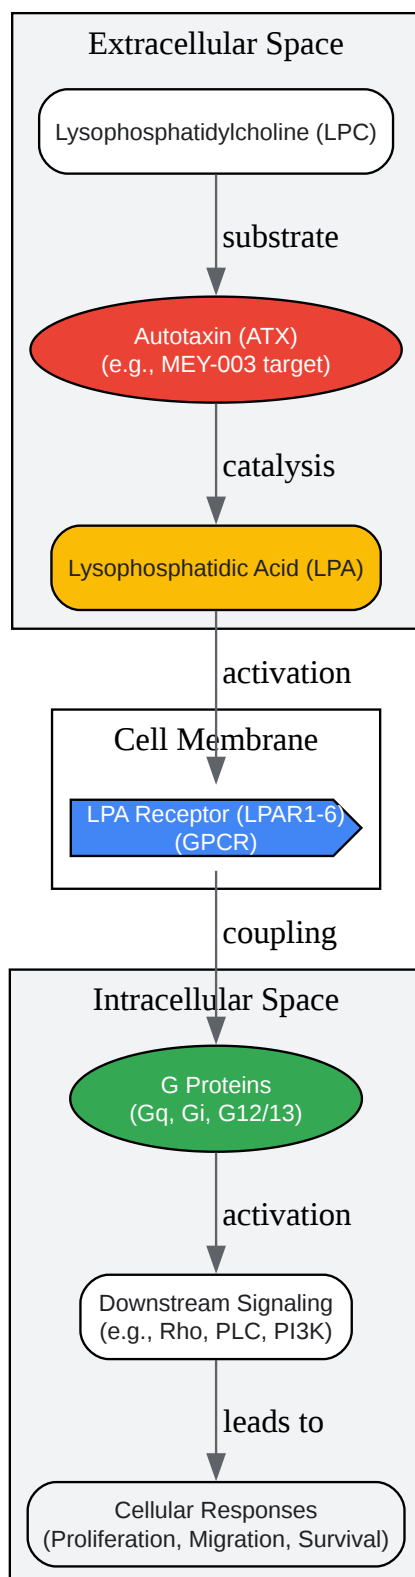 Extracellular Space
Lysophosphatidylcholine (LPC)
substrate
Autotaxin (ATX)
(e.g., MEY-003 target)
catalysis
Lysophosphatidic Acid (LPA)
activation
Cell Membrane
LPA Receptor (LPAR1-6)
(GPCR)
coupling
Intracellular Space
G Proteins
(Gq, Gi, G12/13)
activation
Downstream Signaling
(e.g., Rho, PLC, PI3K)
leads to
Cellular Responses
(Proliferation, Migration, Survival)